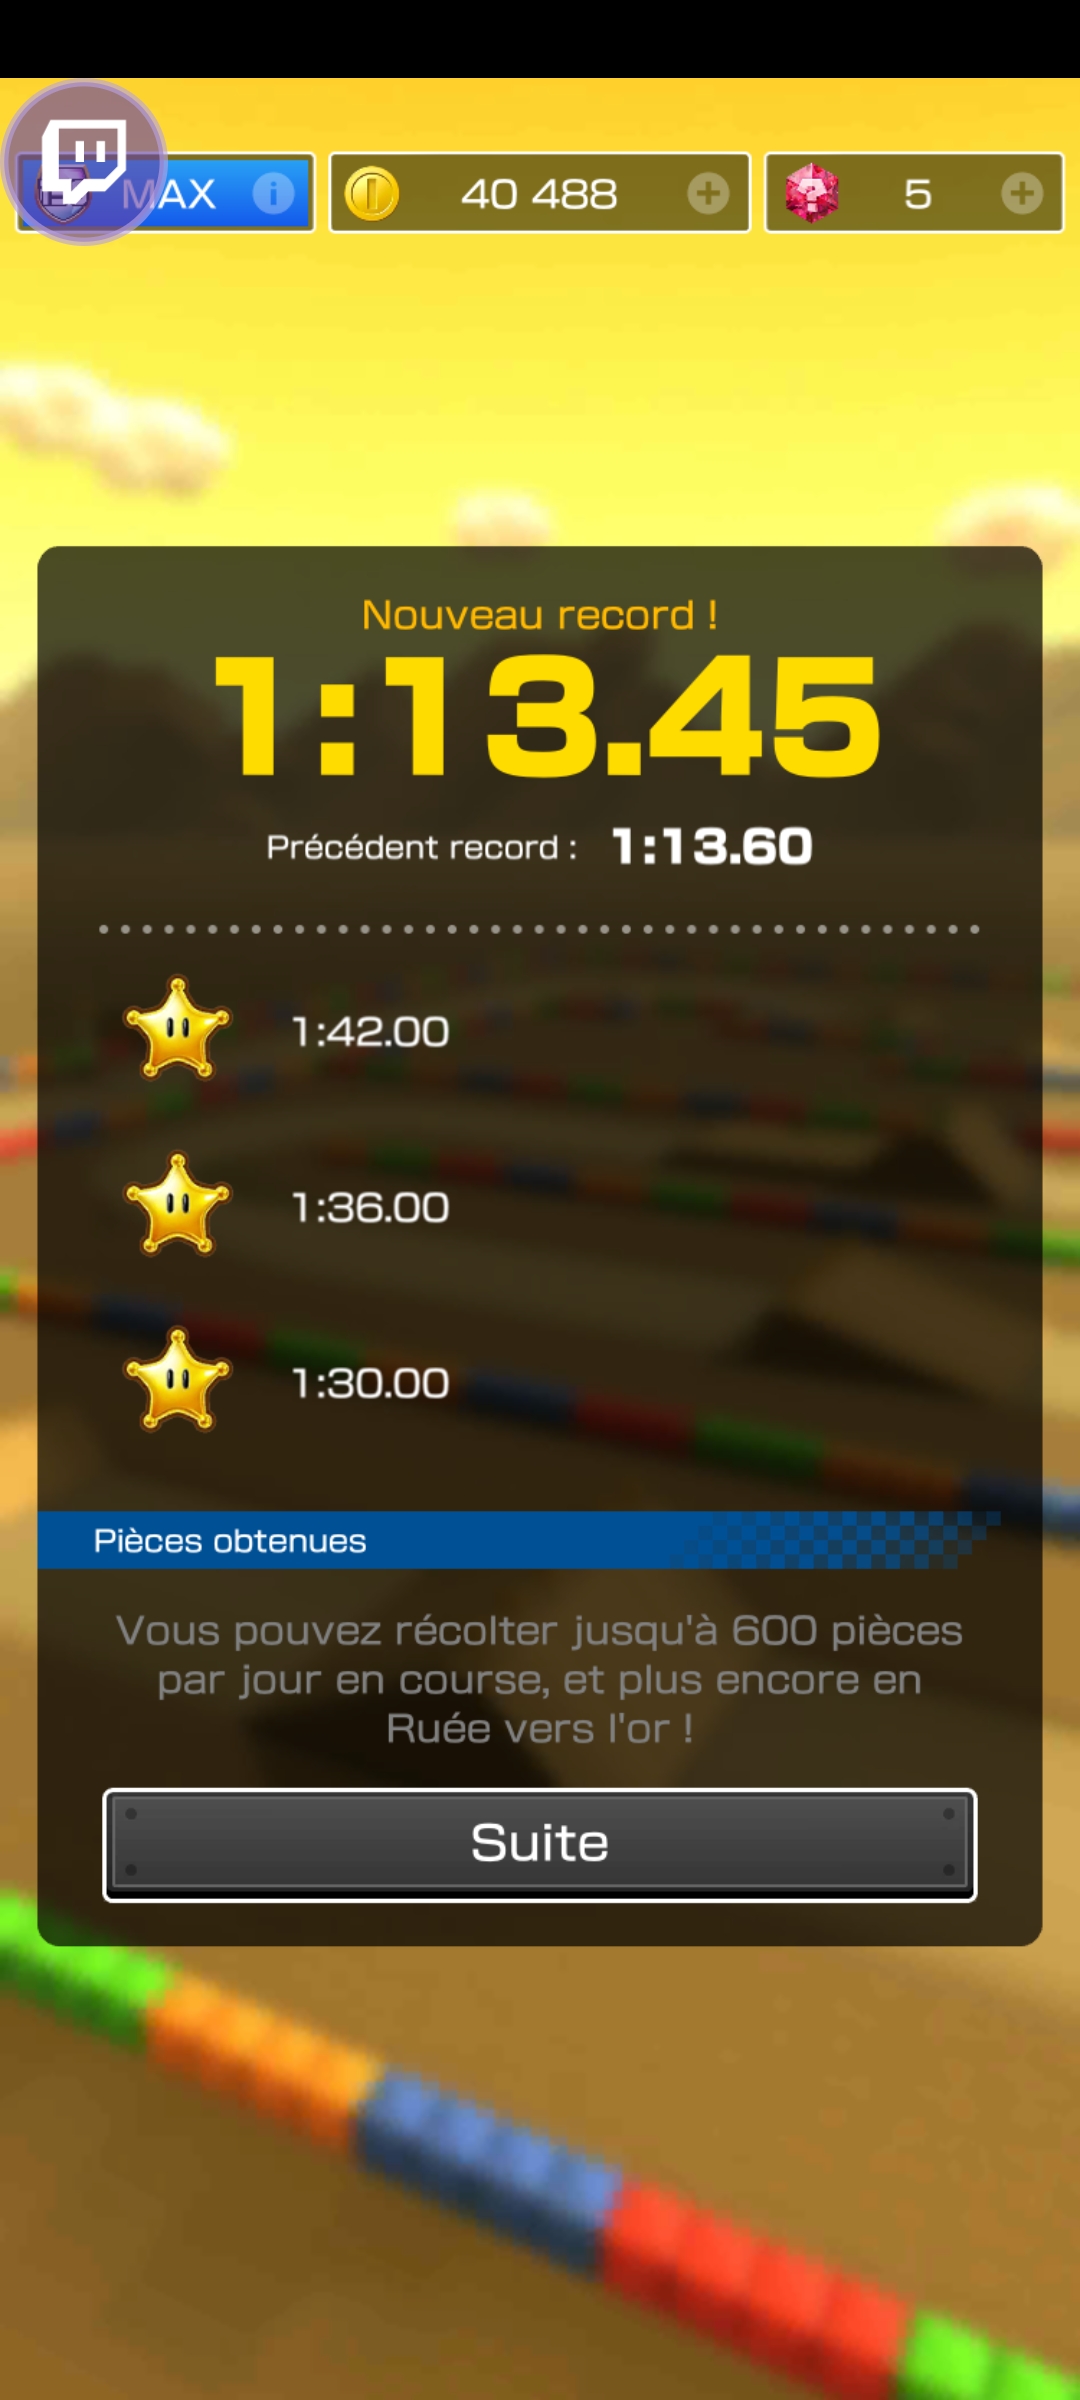 MAX
40 488
5
Nouveau record !
1:13.45
Précédent record : 1:13.60
1:42.00
1:36.00
1:30.00
Pièces obtenues
Vous pouvez récolter jusqu'à 600 pièces
par jour en course, et plus encore en
Ruée vers l'or !
Suite